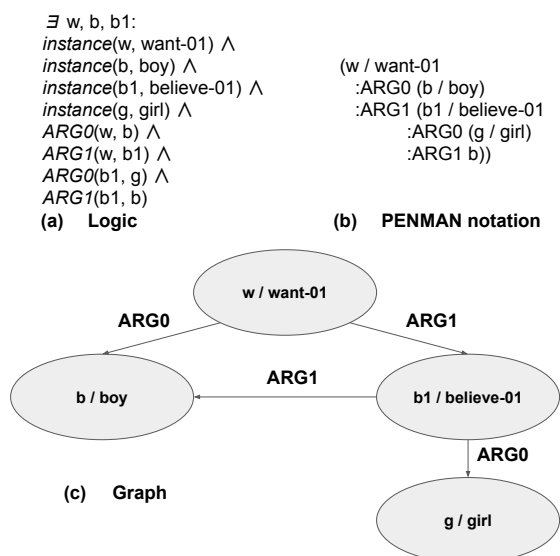 ∃ w, b, b1:
instance(w, want-01) ∧
instance(b, boy) ∧
instance(b1, believe-01) ∧
instance(g, girl) ∧
ARG0(w, b) ∧
ARG1(w, b1) ∧
ARG0(b1, g) ∧
ARG1(b1, b)
(a) Logic
(w / want-01
:ARG0 (b / boy)
:ARG1 (b1 / believe-01
:ARG0 (g / girl)
:ARG1 b))
(b) PENMAN notation
w / want-01
ARG0
ARG1
b / boy
ARG1
b1 / believe-01
ARG0
(c) Graph
g / girl